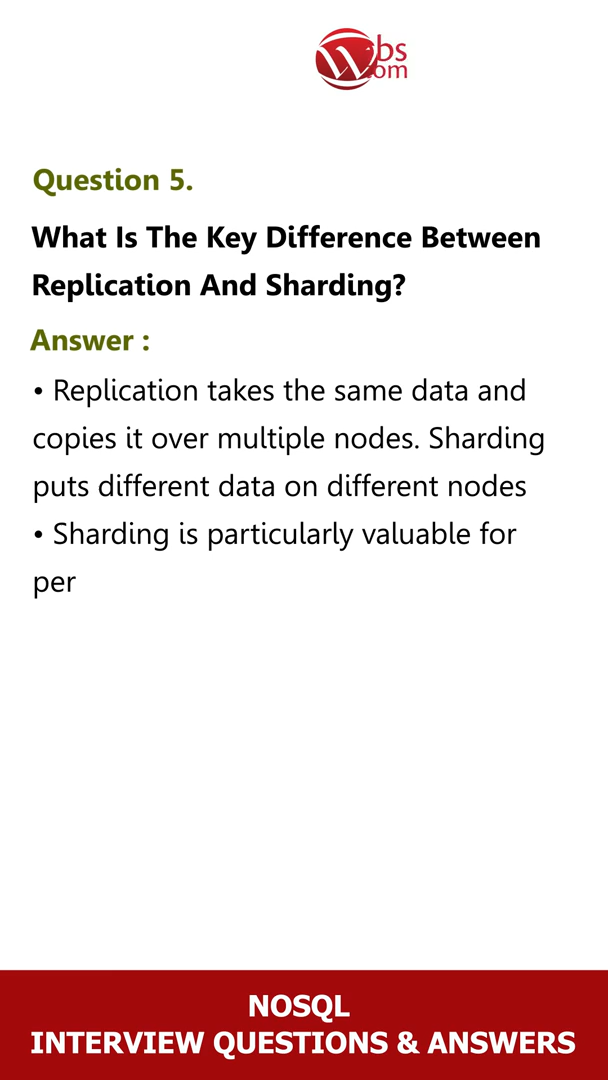 Wbs
com
Question 5.
What Is The Key Difference Between
Replication And Sharding?
Answer :
• Replication takes the same data and
copies it over multiple nodes. Sharding
puts different data on different nodes
• Sharding is particularly valuable for
per
NOSQL
INTERVIEW QUESTIONS & ANSWERS